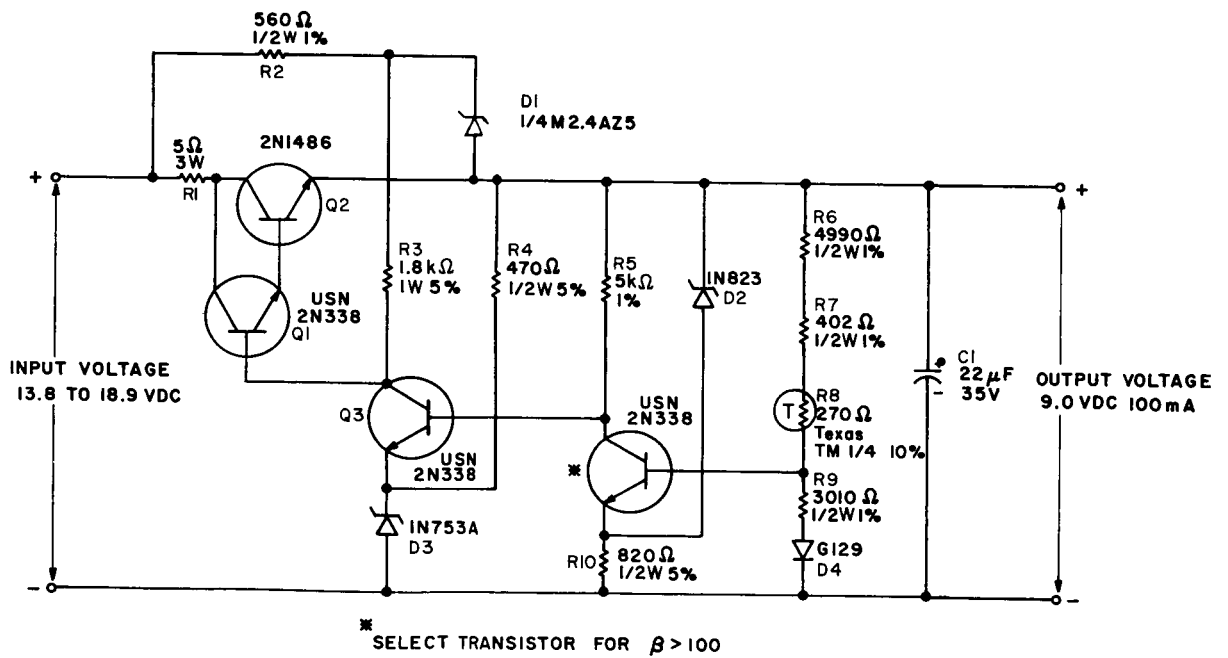 560Ω
1/2W 1%
R2
D1
1/4M2.4AZ5
5Ω
3W
R1
2N1486
Q2
+
+
R3
1.8kΩ
1W 5%
R4
470Ω
1/2W 5%
R5
5kΩ
1%
1N823
D2
R6
4990Ω
1/2W1%
R7
402 Ω
1/2W1%
USN
2N338
Q1
INPUT VOLTAGE
13.8 TO 18.9 VDC
C1
22μF
35V
-
OUTPUT VOLTAGE
9.0 VDC 100mA
Q3
USN
2N338
USN
2N338
*
T
R8
270Ω
Texas
TM 1/4 10%
R9
3010 Ω
1/2W1%
1N753A
D3
R10
820Ω
1/2W 5%
G129
D4
-
-
*SELECT TRANSISTOR FOR β>100